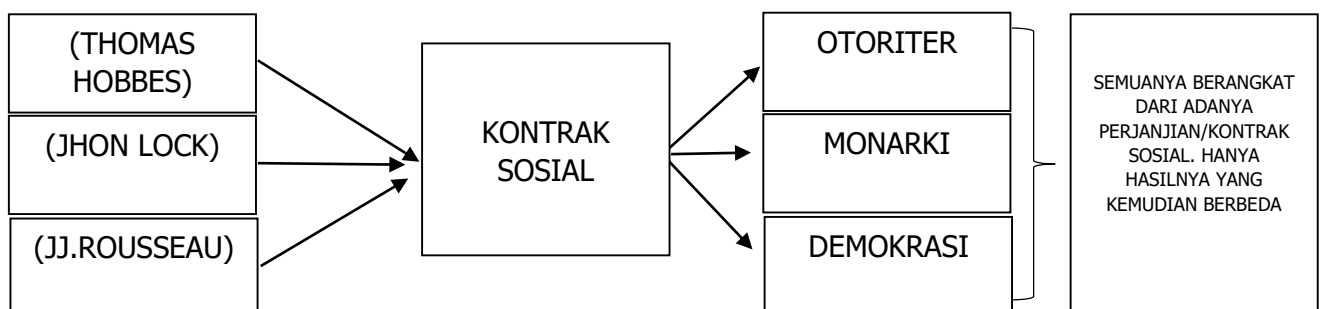 (THOMAS
HOBBES)
(JHON LOCK)
(JJ.ROUSSEAU)
KONTRAK
SOSIAL
OTORITER
MONARKI
DEMOKRASI
SEMUANYA BERANGKAT
DARI ADANYA
PERJANJIAN/KONTRAK
SOSIAL. HANYA
HASILNYA YANG
KEMUDIAN BERBEDA